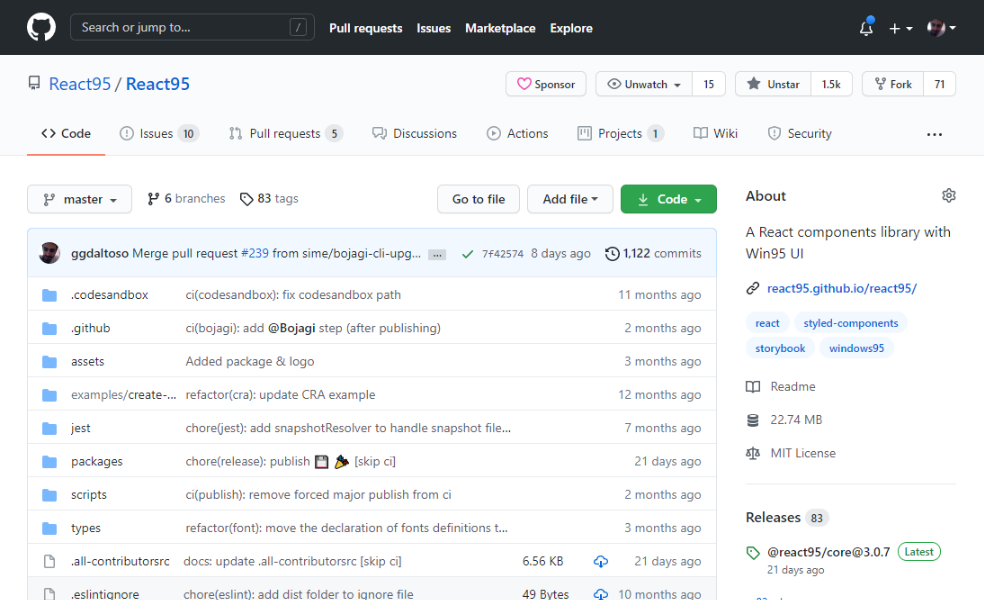 Search or jump to... /
Pull requests Issues Marketplace Explore
React95 / React95
Sponsor Unwatch 15 Unstar 1.5k Fork 71
Code Issues 10 Pull requests 5 Discussions Actions Projects 1 Wiki Security ...
master 6 branches 83 tags Go to file Add file Code
ggdaltoso Merge pull request #239 from sime/bojagi-cli-upg... ... 7f42574 8 days ago 1,122 commits
.codesandbox ci(codesandbox): fix codesandbox path 11 months ago
.github ci(bojagi): add @Bojagi step (after publishing) 2 months ago
assets Added package & logo 3 months ago
examples/create-... refactor(cra): update CRA example 12 months ago
jest chore(jest): add snapshotResolver to handle snapshot file... 7 months ago
packages chore(release): publish 💾 🎉 [skip ci] 21 days ago
scripts ci(publish): remove forced major publish from ci 2 months ago
types refactor(font): move the declaration of fonts definitions t... 3 months ago
.all-contributorsrc docs: update .all-contributorsrc [skip ci] 6.56 KB 21 days ago
.eslintignore chore(eslint): add dist folder to ignore file 49 Bytes 10 months ago
About
A React components library with
Win95 UI
react95.github.io/react95/
react styled-components
storybook windows95
Readme
22.74 MB
MIT License
Releases 83
@react95/core@3.0.7 Latest
21 days ago